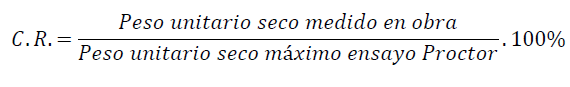 C.R. = Peso unitario seco medido en obra / Peso unitario seco máximo ensayo Proctor . 100%